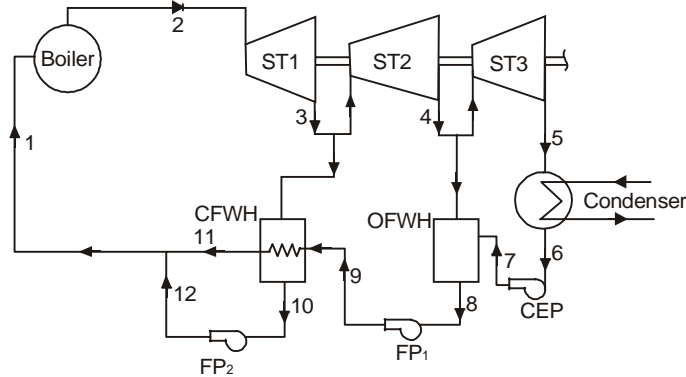 2
Boiler
ST1
ST2
ST3
3
4
1
5
CFWH
OFWH
Condenser
11
7
6
9
12
10
8
CEP
FP₂
FP₁